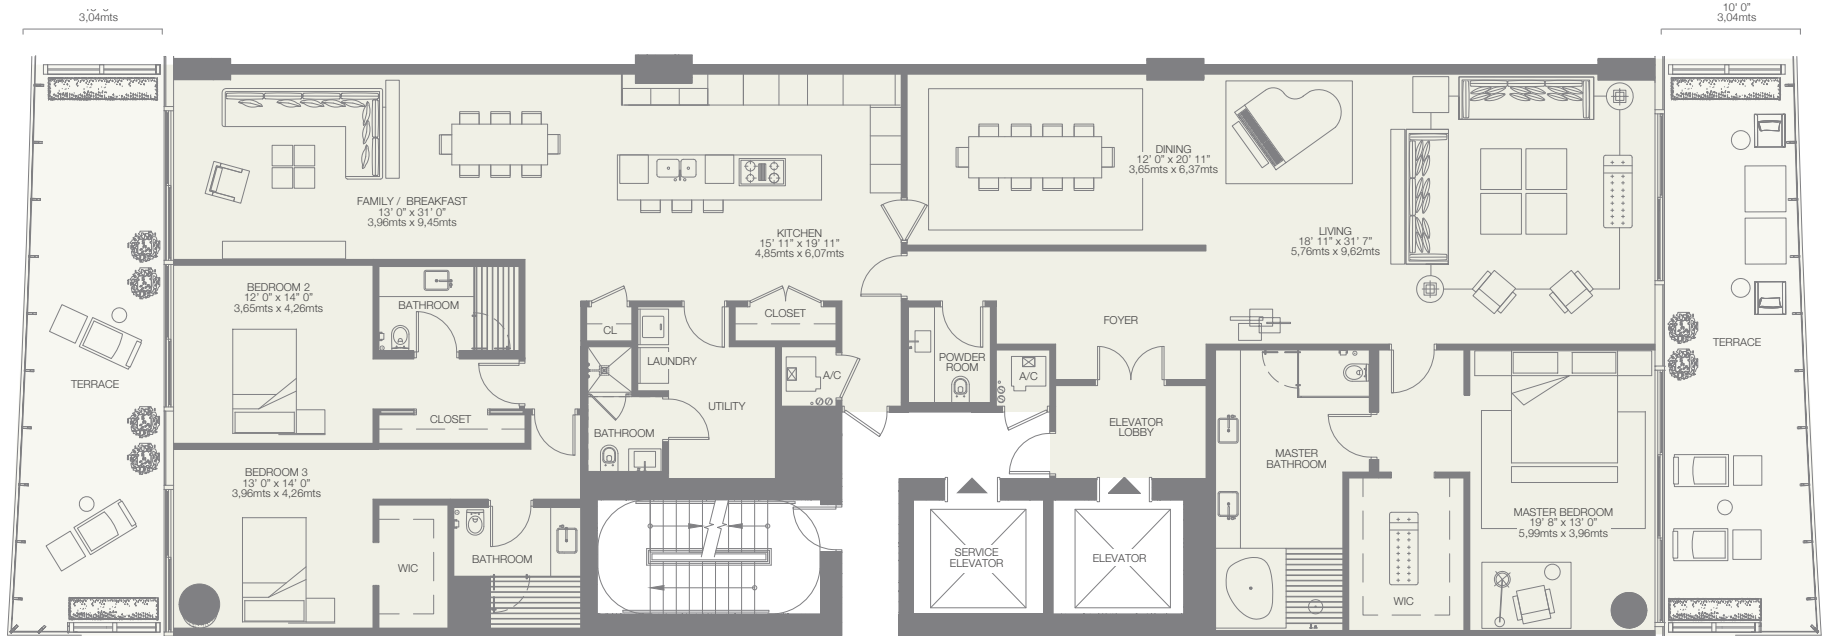 3,04mts
10' 0"
3,04mts
FAMILY / BREAKFAST
13' 0" x 31' 0"
3,96mts x 9,45mts
KITCHEN
15' 11" x 19' 11"
4,85mts x 6,07mts
DINING
12' 0" x 20' 11"
3,65mts x 6,37mts
LIVING
18' 11" x 31' 7"
5,76mts x 9,62mts
BEDROOM 2
12' 0" x 14" 0"
3,65mts x 4,26mts
BATHROOM
CL
CLOSET
FOYER
TERRACE
LAUNDRY
A/C
POWDER
ROOM
A/C
TERRACE
CLOSET
UTILITY
BATHROOM
ELEVATOR
LOBBY
MASTER
BATHROOM
BEDROOM 3
13' 0" x 14' 0"
3,96mts x 4,26mts
MASTER BEDROOM
19' 8" x 13' 0"
5,99mts x 3,96mts
WIC
BATHROOM
SERVICE
ELEVATOR
ELEVATOR
WIC